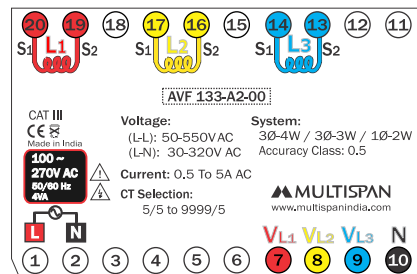 20 19 18 17 16 15 14 13 12 11
S1 L1 S2 S1 L2 S2 S1 L3 S2
AVF 133-A2-00
CAT III
CE
Made in India
100 ~
270V AC
50/60 Hz
4VA
L N
Voltage:
(L-L): 50-550V AC
(L-N): 30-320V AC
Current: 0.5 To 5A AC
CT Selection:
5/5 to 9999/5
System:
3Ø-4W / 3Ø-3W / 1Ø-2W
Accuracy Class: 0.5
MULTISPAN
www.multispanindia.com
VL1 VL2 VL3 N
1 2 3 4 5 6 7 8 9 10